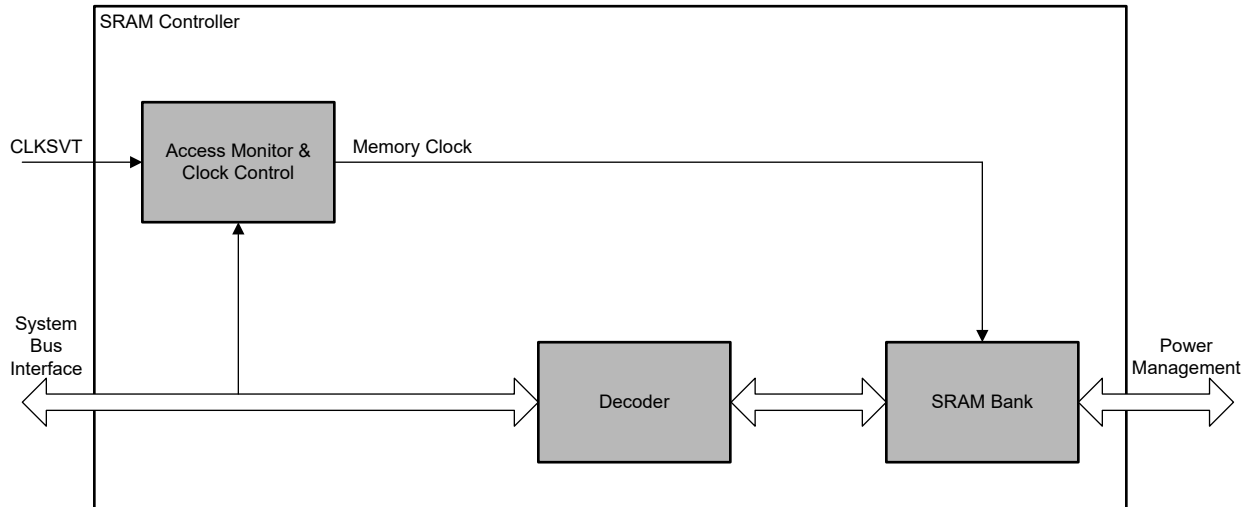 SRAM Controller
CLKSVT
Access Monitor &
Clock Control
Memory Clock
System
Bus
Interface
Decoder
SRAM Bank
Power
Management